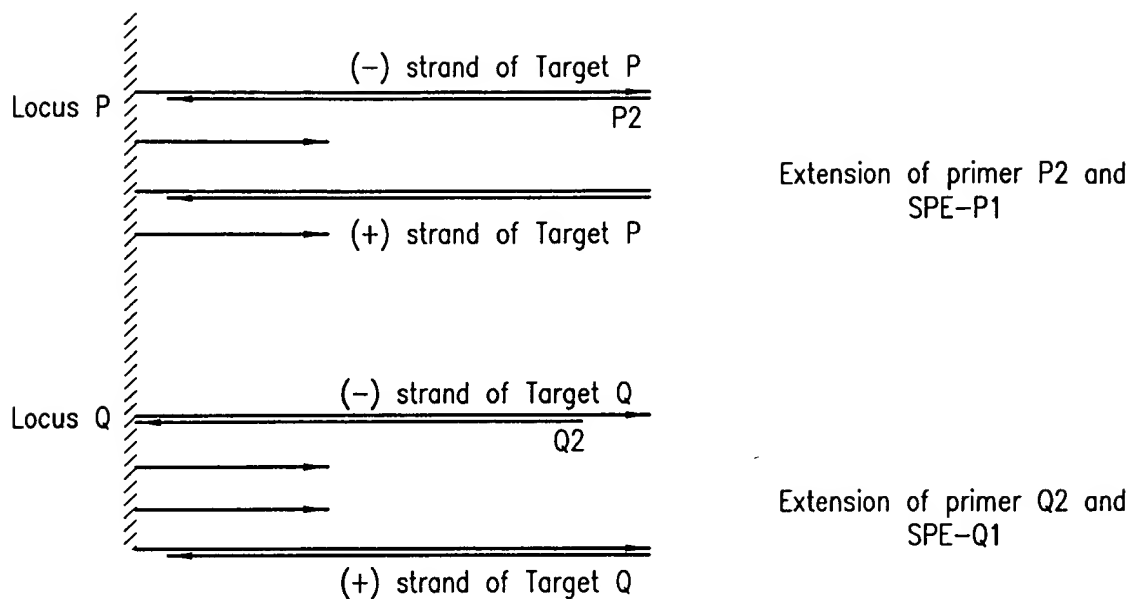 (-) strand of Target P
Locus P
P2
Extension of primer P2 and
SPE-P1
(+) strand of Target P
(-) strand of Target Q
Locus Q
Q2
Extension of primer Q2 and
SPE-Q1
(+) strand of Target Q